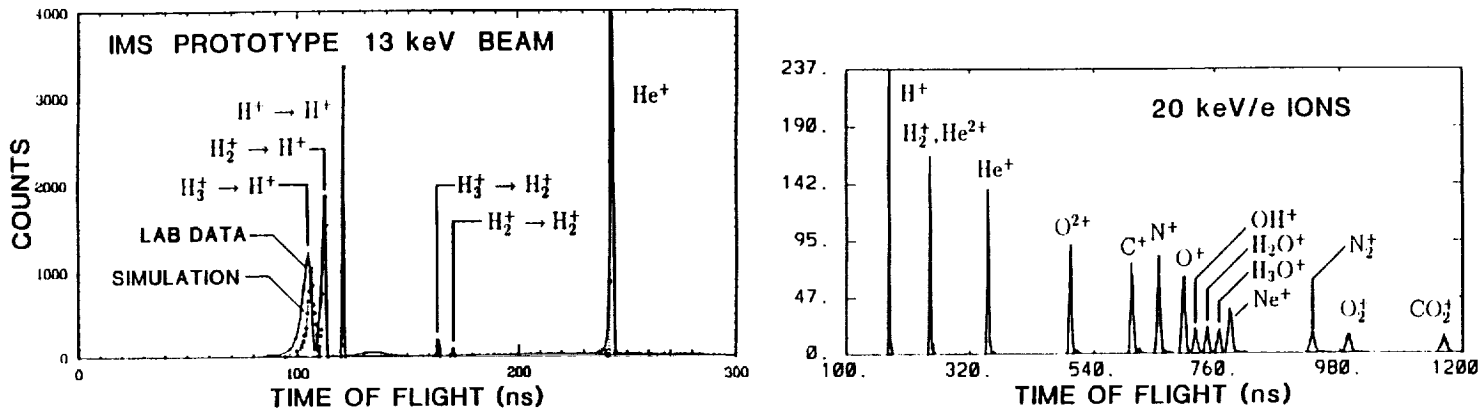 4000
IMS PROTOTYPE 13 keV BEAM
3000
H⁺ → H⁺
He⁺
H₂⁺ → H⁺
2000
H₃⁺ → H⁺
H₃⁺ → H₂⁺
H₂⁺ → H₂⁺
LAB DATA
1000
SIMULATION
0
COUNTS
0
100
200
300
TIME OF FLIGHT (ns)
237.
190.
142.
95.
47.
0.
H⁺
20 keV/e IONS
H₂⁺,He²⁺
He⁺
O²⁺
C⁺
N⁺
O⁺
OH⁺
H₂O⁺
H₃O⁺
Ne⁺
N₂⁺
O₂⁺
CO₂⁺
100.
320.
540.
760.
980.
1200
TIME OF FLIGHT (ns)